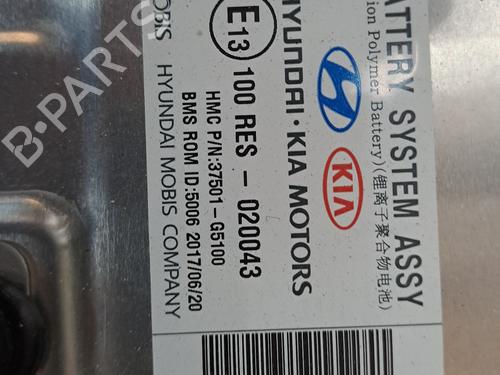 BATTERY SYSTEM ASSY
ion Polymer Battery)(锂离子聚合物电池)
KIA
HYUNDAI · KIA MOTORS
E13 100 RES - 020043
HMC P/N:37501-G5100
BMS ROM ID:5006 2017/06/20
MOBIS HYUNDAI MOBIS COMPANY
B-Parts